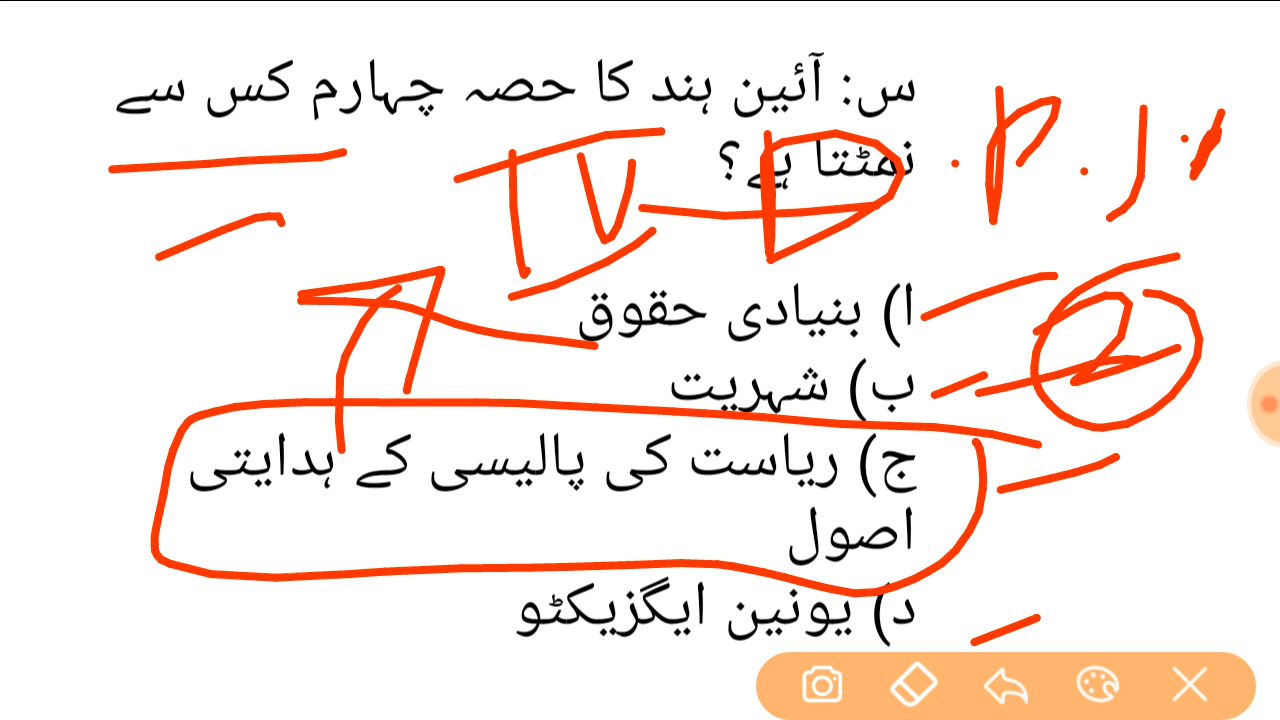 س: آئین ہند کا حصہ چہارم کس سے
نمٹتا ہے؟
IV
ا) بنیادی حقوق
2
ب) شہریت
ج) ریاست کی پالیسی کے ہدایتی
اصول
د) یونین ایگزیکٹو